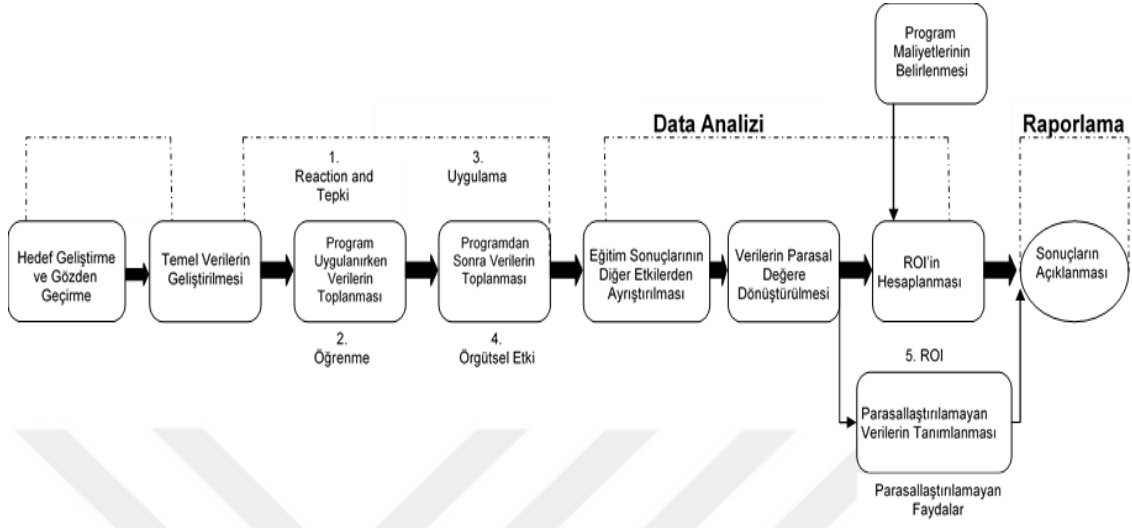 Program
Maliyetlerinin
Belirlenmesi
Data Analizi
Raporlama
1.
Reaction and
Tepki
3.
Uygulama
Hedef Geliştirme
ve Gözden
Geçirme
Temel Verilerin
Geliştirilmesi
Program
Uygulanırken
Verilerin
Toplanması
Programdan
Sonra Verilerin
Toplanması
Eğitim Sonuçlarının
Diğer Etkilerden
Ayrıştırılması
Verilerin Parasal
Değere
Dönüştürülmesi
ROI'in
Hesaplanması
Sonuçların
Açıklanması
2.
Öğrenme
4.
Örgütsel Etki
5. ROI
Parasallaştırılamayan
Verilerin Tanımlanması
Parasallaştırılamayan
Faydalar